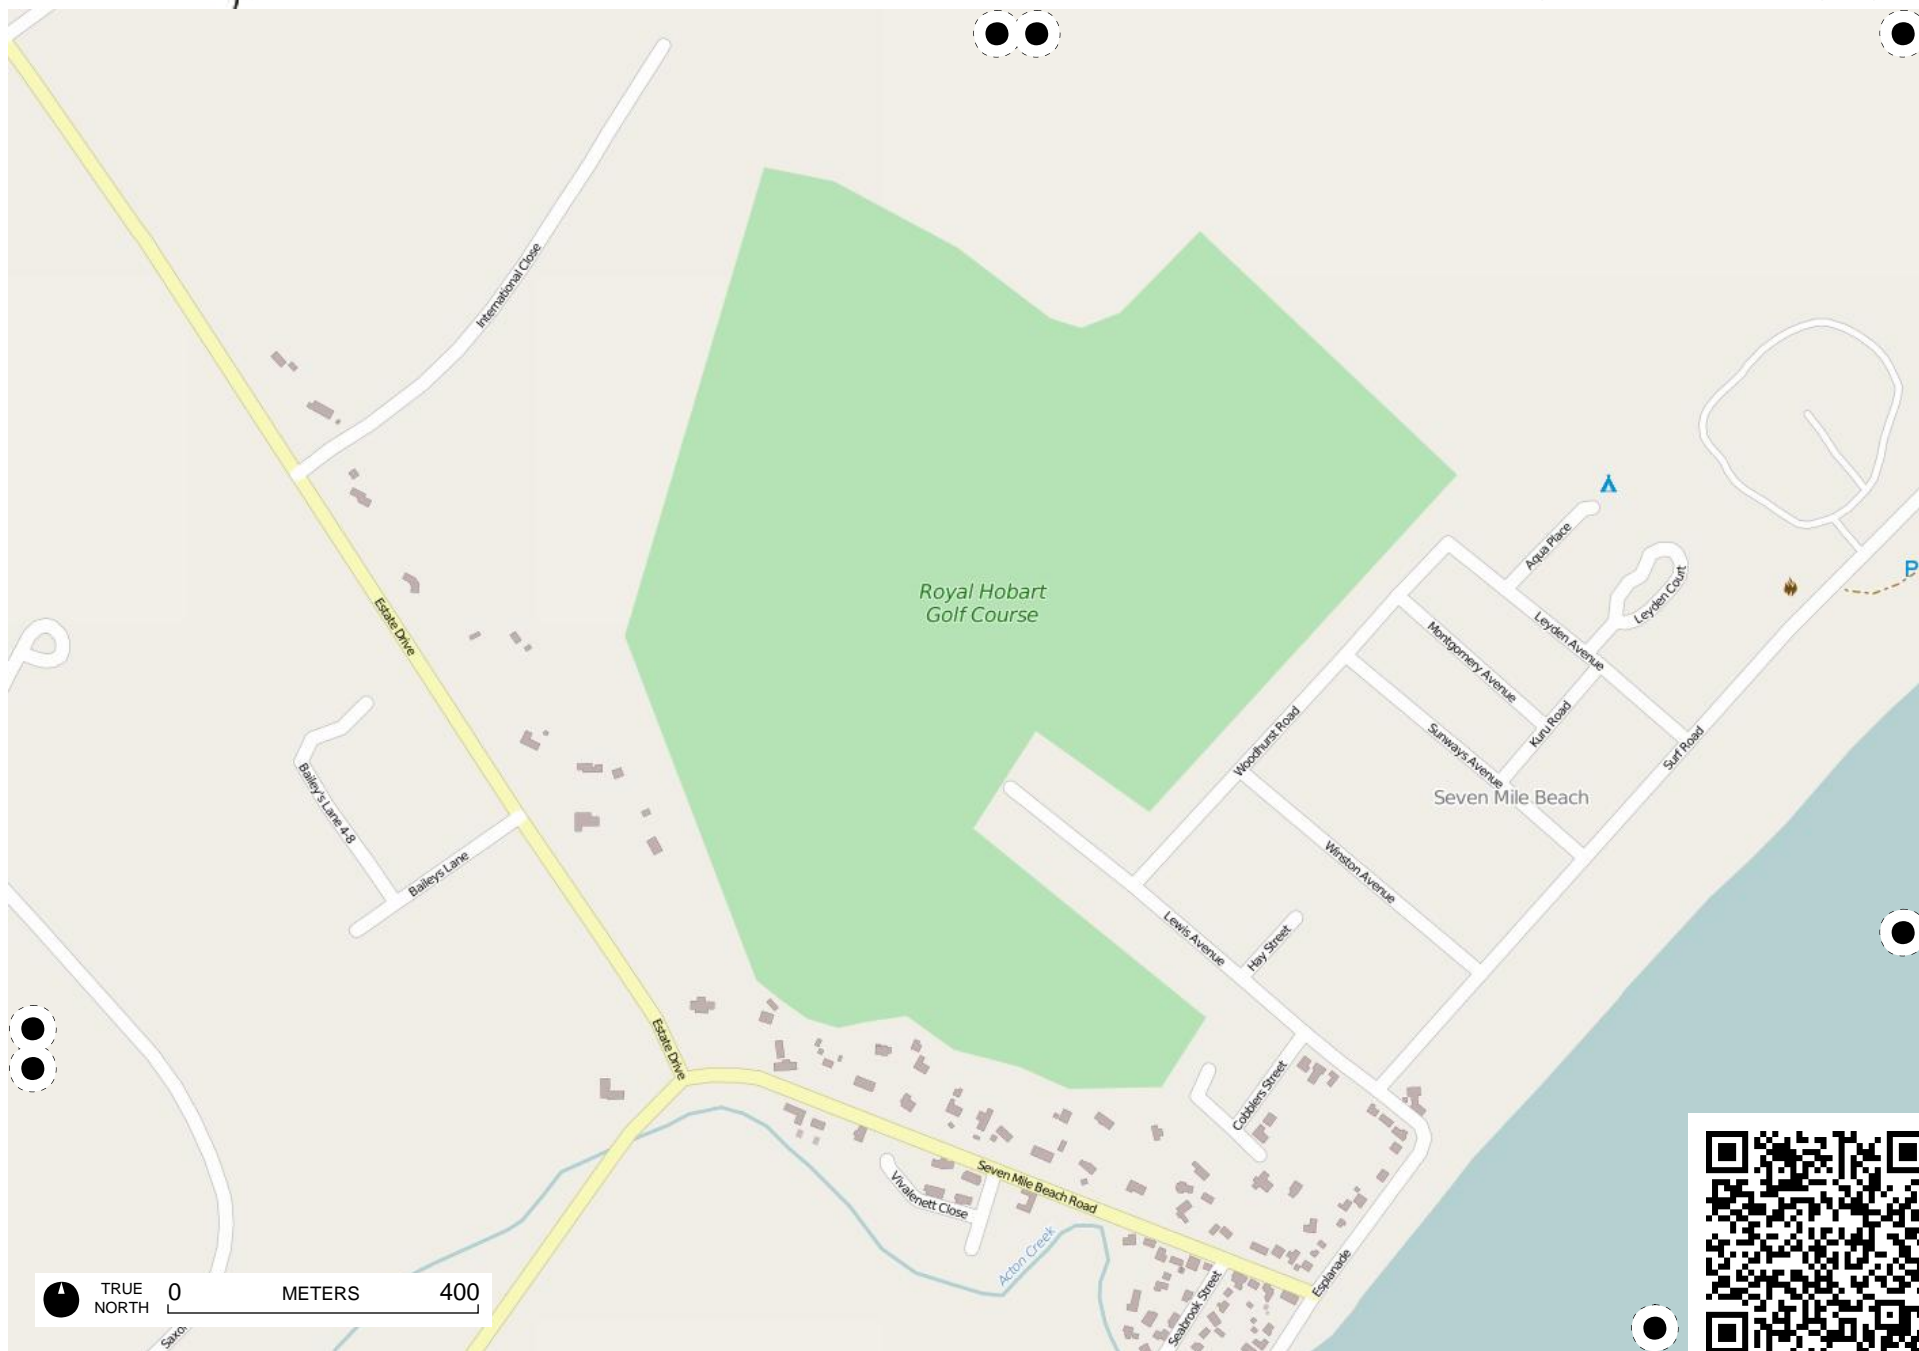 International Close
Estate Drive
Royal Hobart
Golf Course
Aqua Place
Leyden Court
Leyden Avenue
Montgomery Avenue
Kuru Road
Sunways Avenue
Woodhurst Road
Surf Road
P
Seven Mile Beach
Bailey's Lane 4-8
Baileys Lane
Winston Avenue
Lewis Avenue
Hay Street
Estate Drive
Cobblers Street
Seven Mile Beach Road
Vivalenett Close
Acton Creek
Esplanade
Seabrook Street
TRUE
NORTH
0 METERS 400